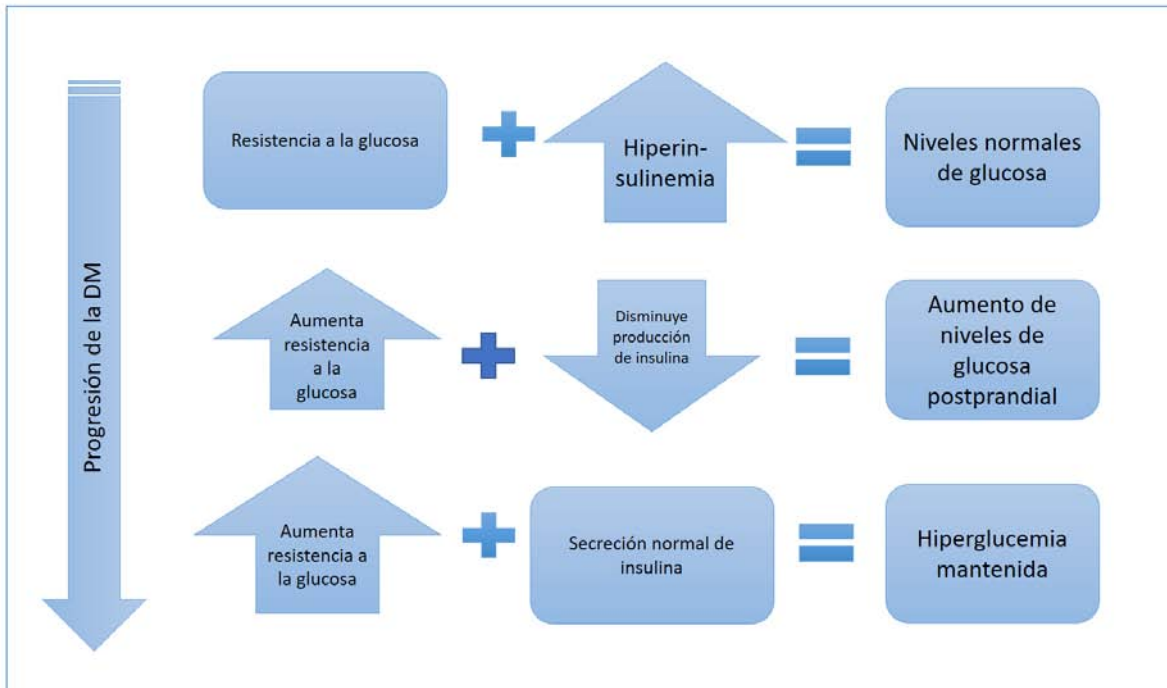 Progresión de la DM
Resistencia a la glucosa
Hiperin-
sulinemia
Niveles normales
de glucosa
Aumenta
resistencia
a la
glucosa
Disminuye
producción
de insulina
Aumento de
niveles de
glucosa
postprandial
Aumenta
resistencia a
la glucosa
Secreción normal de
insulina
Hiperglucemia
mantenida